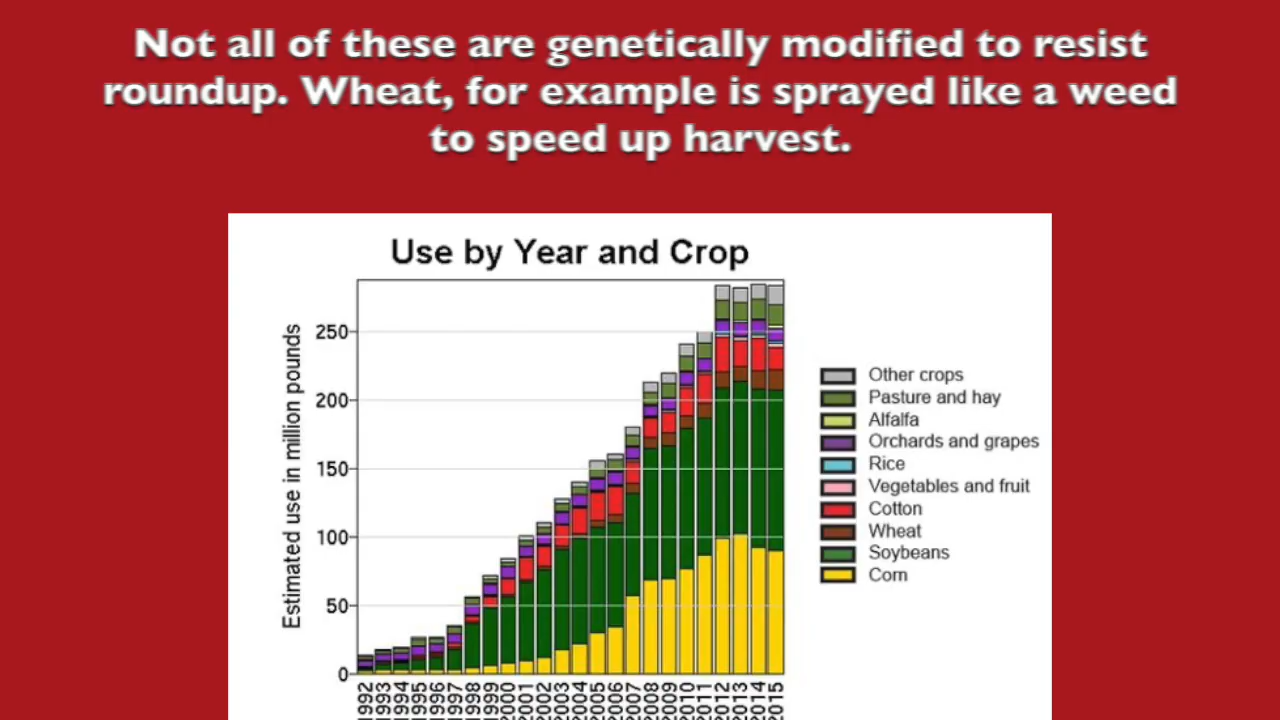 Not all of these are genetically modified to resist
roundup. Wheat, for example is sprayed like a weed
to speed up harvest.
Use by Year and Crop
Estimated use in million pounds
250
200
150
100
50
0
1992
1993
1994
1995
1996
1997
1998
1999
2000
2001
2002
2003
2004
2005
2006
2007
2008
2009
2010
2011
2012
2013
2014
2015
Other crops
Pasture and hay
Alfalfa
Orchards and grapes
Rice
Vegetables and fruit
Cotton
Wheat
Soybeans
Corn